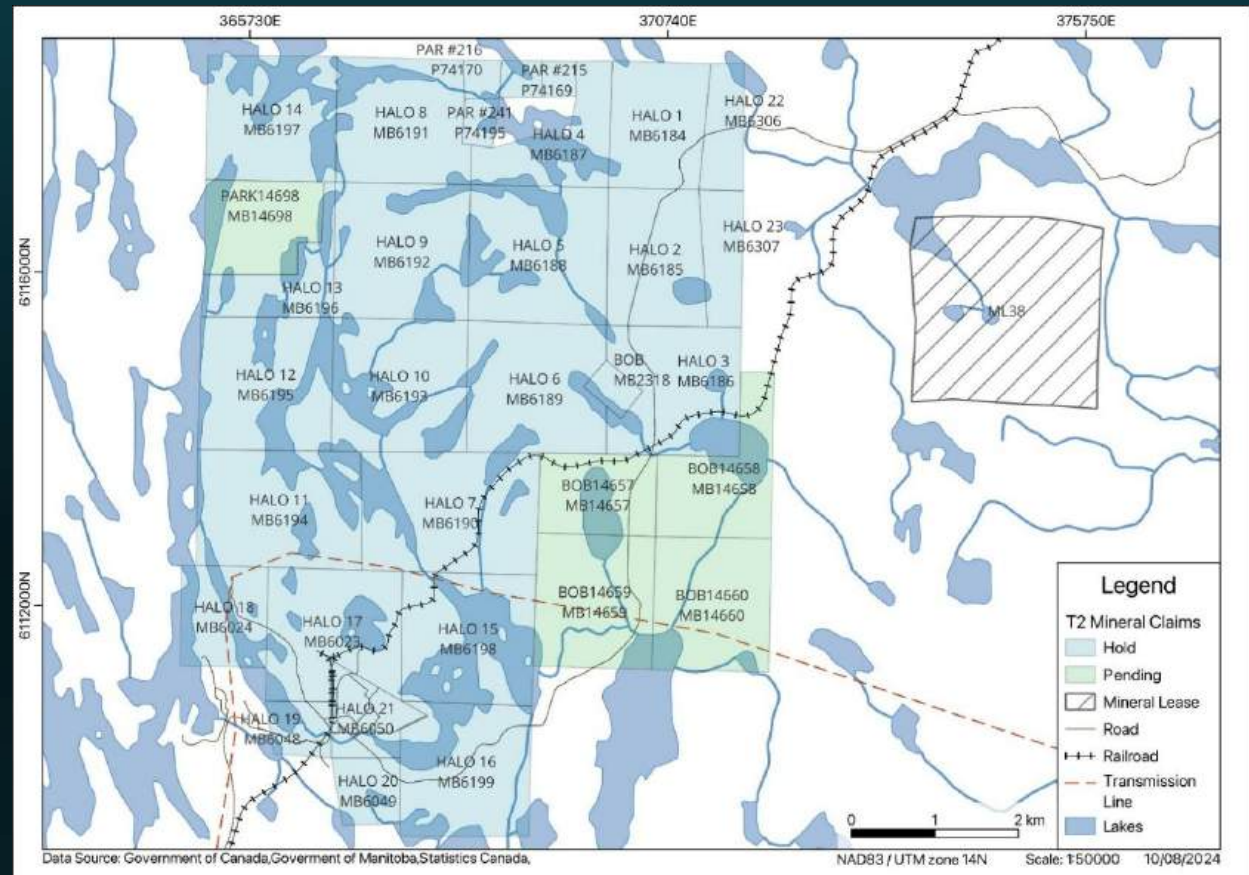 365730E
370740E
375750E
6116000N
6112000N
PAR #216
P74170
PAR #215
P74169
HALO 14
MB6197
HALO 8
MB6191
PAR #241
P74195
HALO 4
MB6187
HALO 1
MB6184
HALO 22
MB6306
PARK14698
MB14698
HALO 9
MB6192
HALO 5
MB6188
HALO 2
MB6185
HALO 23
MB6307
HALO 13
MB6196
ML38
HALO 12
MB6195
HALO 10
MB6193
HALO 6
MB6189
BOB
MB2318
HALO 3
MB6186
HALO 11
MB6194
HALO 7
MB6190
BOB14657
MB14657
BOB14658
MB14658
HALO 18
MB6024
HALO 17
MB6023
HALO 15
MB6198
BOB14659
MB14659
BOB14660
MB14660
HALO 19
MB6048
HALO 21
MB6050
HALO 20
MB6049
HALO 16
MB6199
Legend
T2 Mineral Claims
Hold
Pending
Mineral Lease
Road
Railroad
Transmission
Line
Lakes
0 1 2 km
Data Source: Government of Canada,Goverment of Manitoba,Statistics Canada,
NAD83 / UTM zone 14N
Scale: 1:50000
10/08/2024